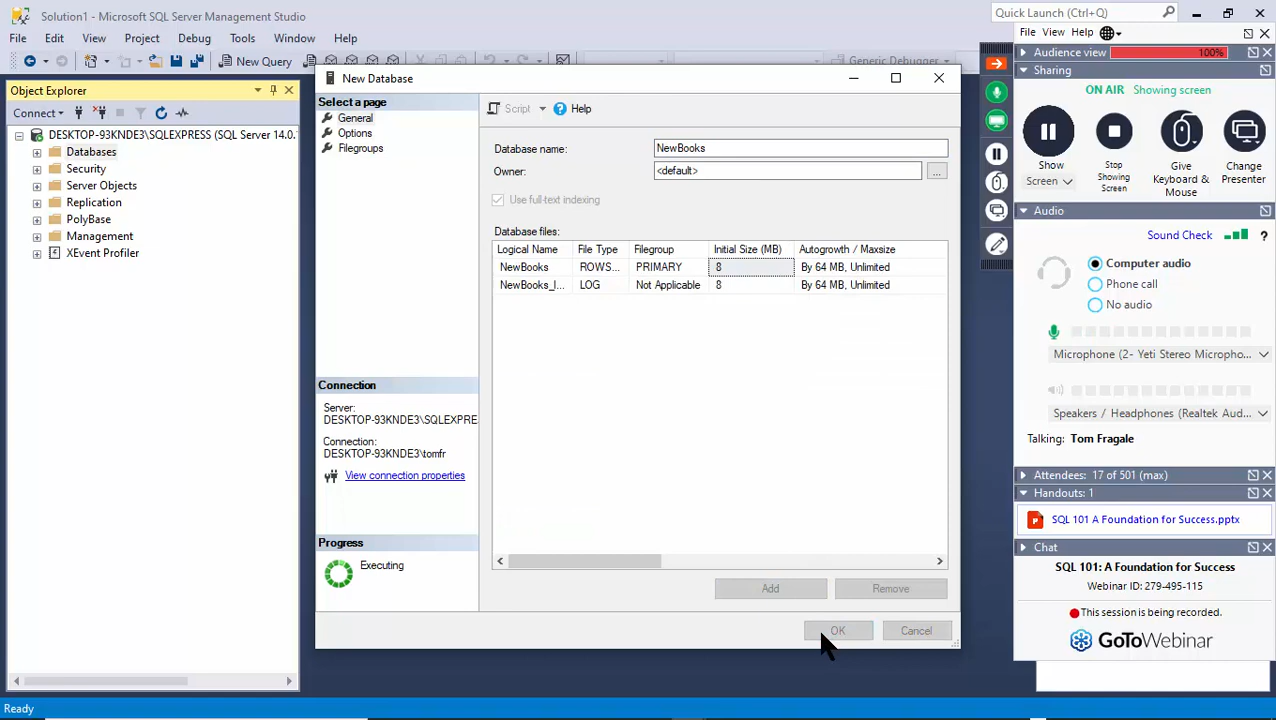 Solution1 - Microsoft SQL Server Management Studio
Quick Launch (Ctrl+Q)
File Edit View Project Debug Tools Window Help
New Query
Generic Debugger
Object Explorer
Connect
DESKTOP-93KNDE3\SQLEXPRESS (SQL Server 14.0.
Databases
Security
Server Objects
Replication
PolyBase
Management
XEvent Profiler
New Database
Select a page
General
Options
Filegroups
Script Help
Database name: NewBooks
Owner: <default> ...
Use full-text indexing
Database files:
Logical Name File Type Filegroup Initial Size (MB) Autogrowth / Maxsize
NewBooks ROWS... PRIMARY 8 By 64 MB, Unlimited
NewBooks_l... LOG Not Applicable 8 By 64 MB, Unlimited
Connection
Server:
DESKTOP-93KNDE3\SQLEXPRE
Connection:
DESKTOP-93KNDE3\tomfr
View connection properties
Progress
Executing
Add Remove
OK Cancel
Ready
File View Help
Audience view 100%
Sharing
ON AIR Showing screen
Show
Screen
Stop
Showing
Screen
Give
Keyboard &
Mouse
Change
Presenter
Audio
Sound Check ?
Computer audio
Phone call
No audio
Microphone (2- Yeti Stereo Micropho...
Speakers / Headphones (Realtek Aud...
Talking: Tom Fragale
Attendees: 17 of 501 (max)
Handouts: 1
SQL 101 A Foundation for Success.pptx
Chat
SQL 101: A Foundation for Success
Webinar ID: 279-495-115
This session is being recorded.
GoToWebinar